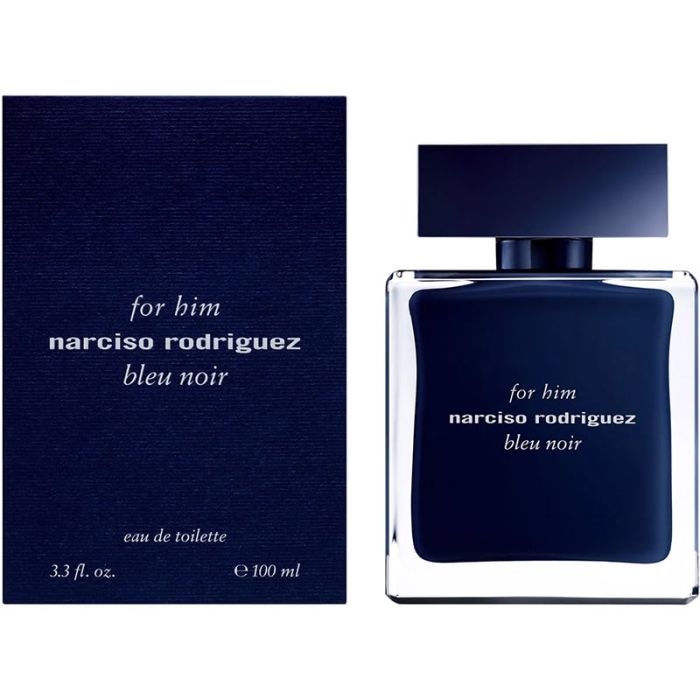 for him
narciso rodriguez
bleu noir
eau de toilette
3.3 fl. oz. ℮ 100 ml
for him
narciso rodriguez
bleu noir